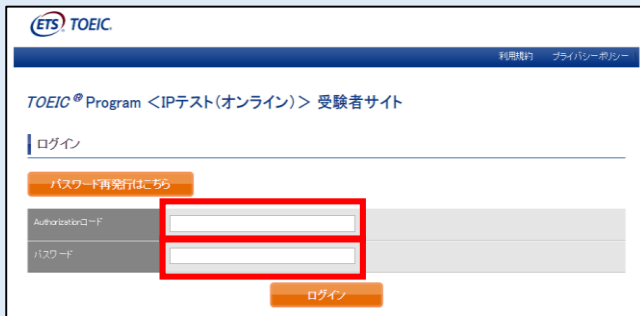 ETS TOEIC.
利用規約 プライバシーポリシー
TOEIC® Program <IPテスト(オンライン)> 受験者サイト
ログイン
パスワード再発行はこちら
Authorizationコード
パスワード
ログイン